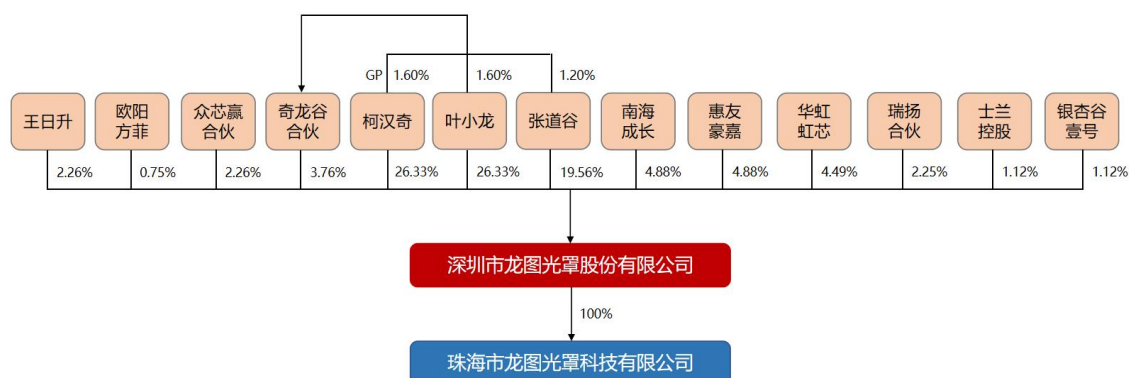 GP 1.60% 1.60% 1.20%
王日升
欧阳
方菲
众芯赢
合伙
奇龙谷
合伙
柯汉奇
叶小龙
张道谷
南海
成长
惠友
豪嘉
华虹
虹芯
瑞扬
合伙
士兰
控股
银杏谷
壹号
2.26% 0.75% 2.26% 3.76% 26.33% 26.33% 19.56% 4.88% 4.88% 4.49% 2.25% 1.12% 1.12%
深圳市龙图光罩股份有限公司
100%
珠海市龙图光罩科技有限公司